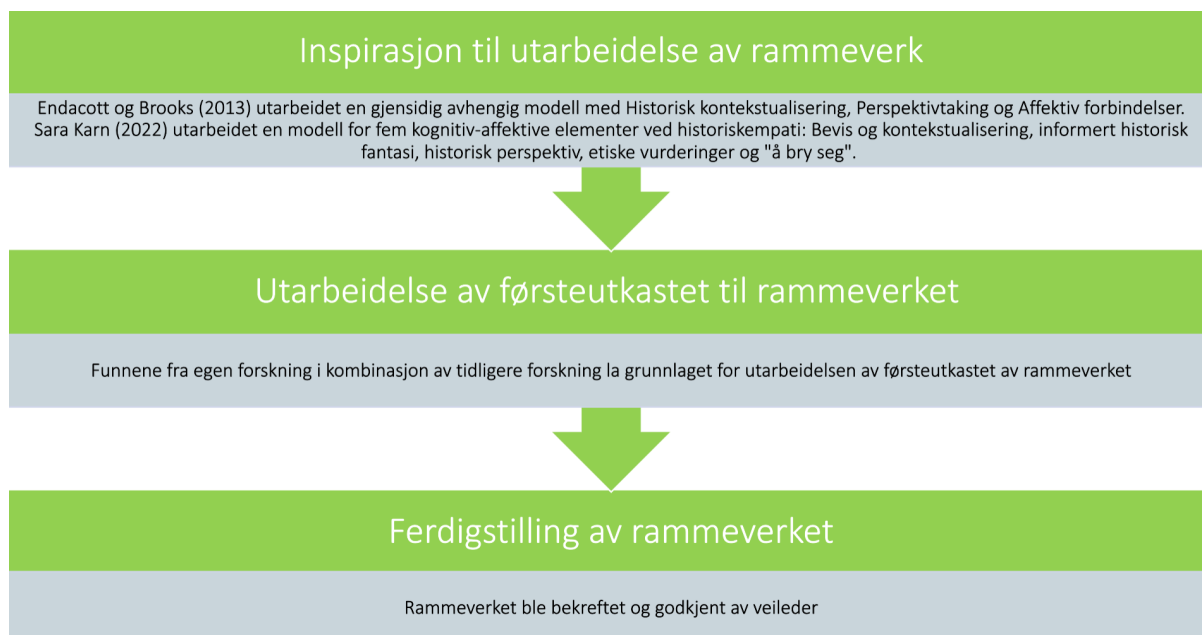 Inspirasjon til utarbeidelse av rammeverk
Endacott og Brooks (2013) utarbeidet en gjensidig avhengig modell med Historisk kontekstualisering, Perspektivtaking og Affektiv forbindelser.
Sara Karn (2022) utarbeidet en modell for fem kognitiv-affektive elementer ved historiskempati: Bevis og kontekstualisering, informert historisk
fantasi, historisk perspektiv, etiske vurderinger og "å bry seg".
Utarbeidelse av førsteutkastet til rammeverket
Funnene fra egen forskning i kombinasjon av tidligere forskning la grunnlaget for utarbeidelsen av førsteutkastet av rammeverket
Ferdigstilling av rammeverket
Rammeverket ble bekreftet og godkjent av veileder